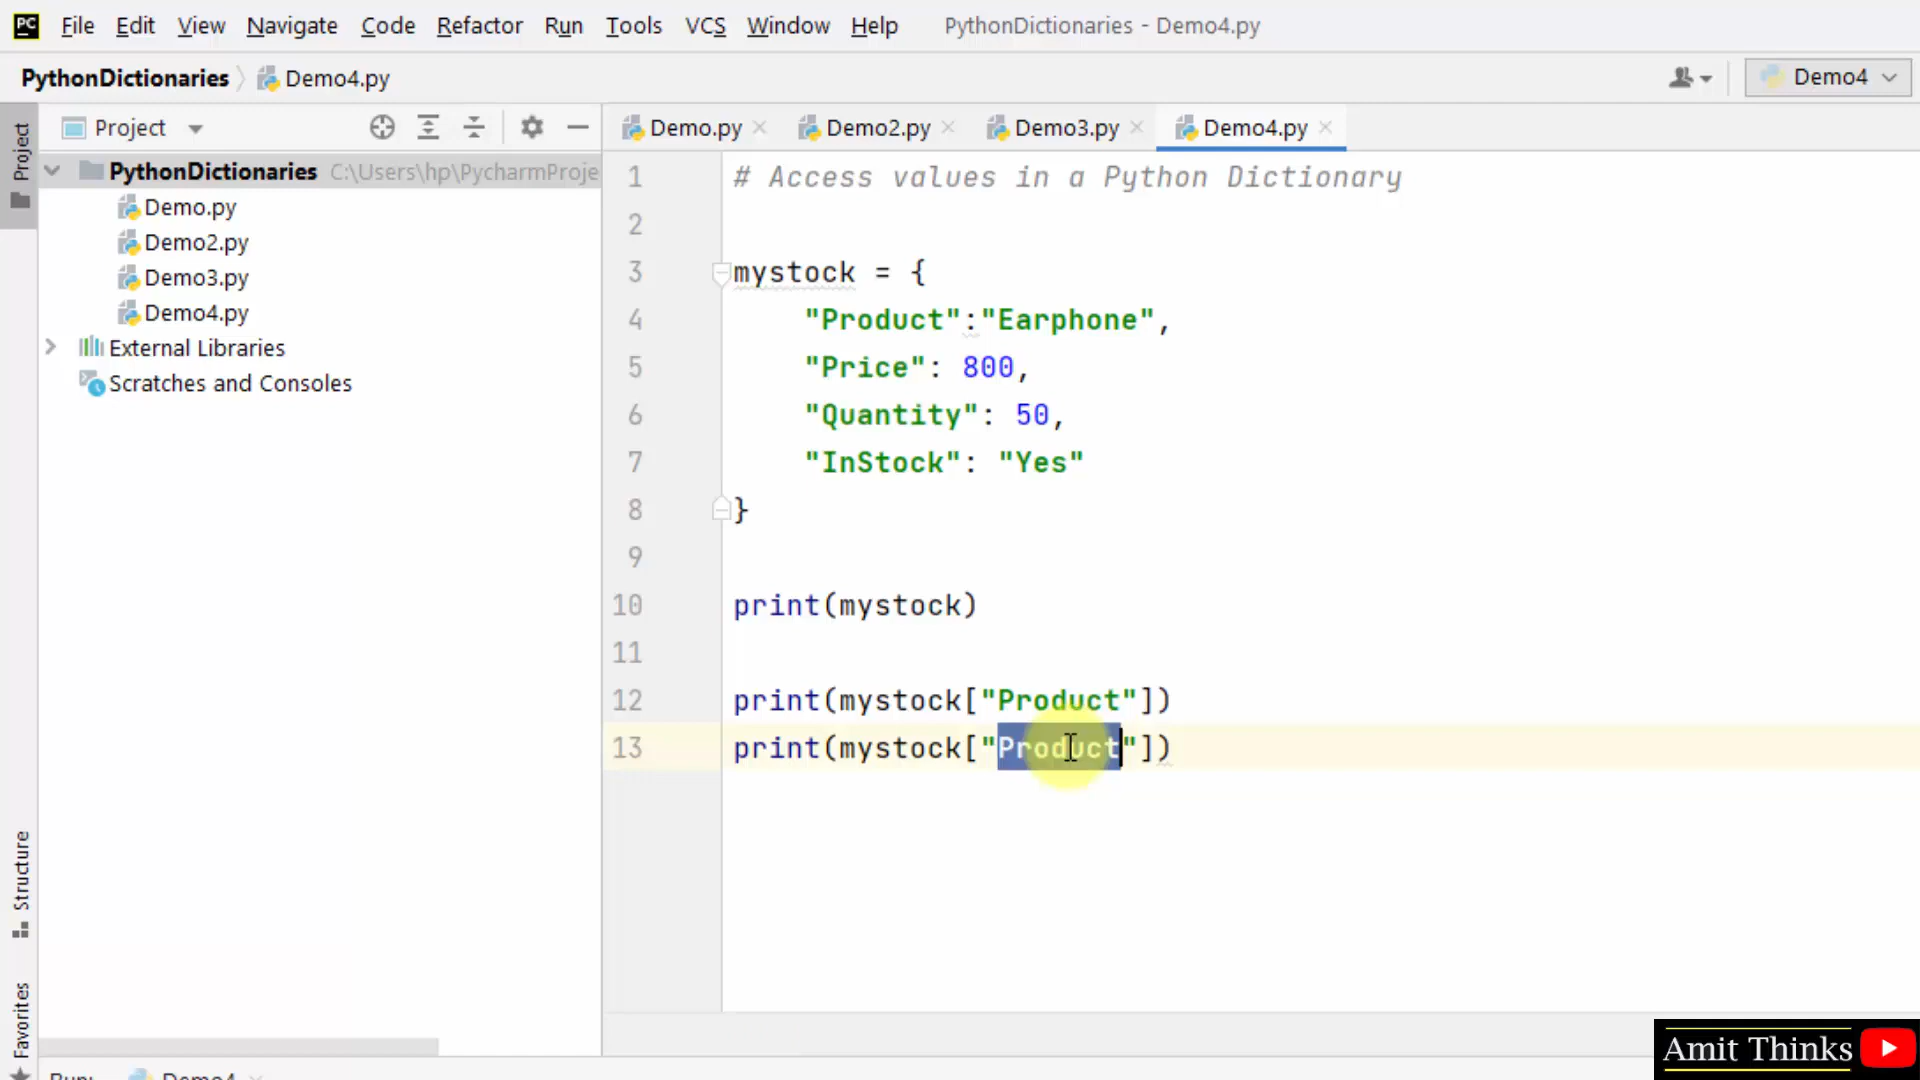 PC File Edit View Navigate Code Refactor Run Tools VCS Window Help PythonDictionaries - Demo4.py
PythonDictionaries Demo4.py Demo4
Project Demo.py Demo2.py Demo3.py Demo4.py
Project
PythonDictionaries C:\Users\hp\PycharmProje
Demo.py
Demo2.py
Demo3.py
Demo4.py
External Libraries
Scratches and Consoles
Structure
Favorites
1 # Access values in a Python Dictionary
2
3 mystock = {
4 "Product":"Earphone",
5 "Price": 800,
6 "Quantity": 50,
7 "InStock": "Yes"
8 }
9
10 print(mystock)
11
12 print(mystock["Product"])
13 print(mystock["Product"])
Run: Demo4
Amit Thinks